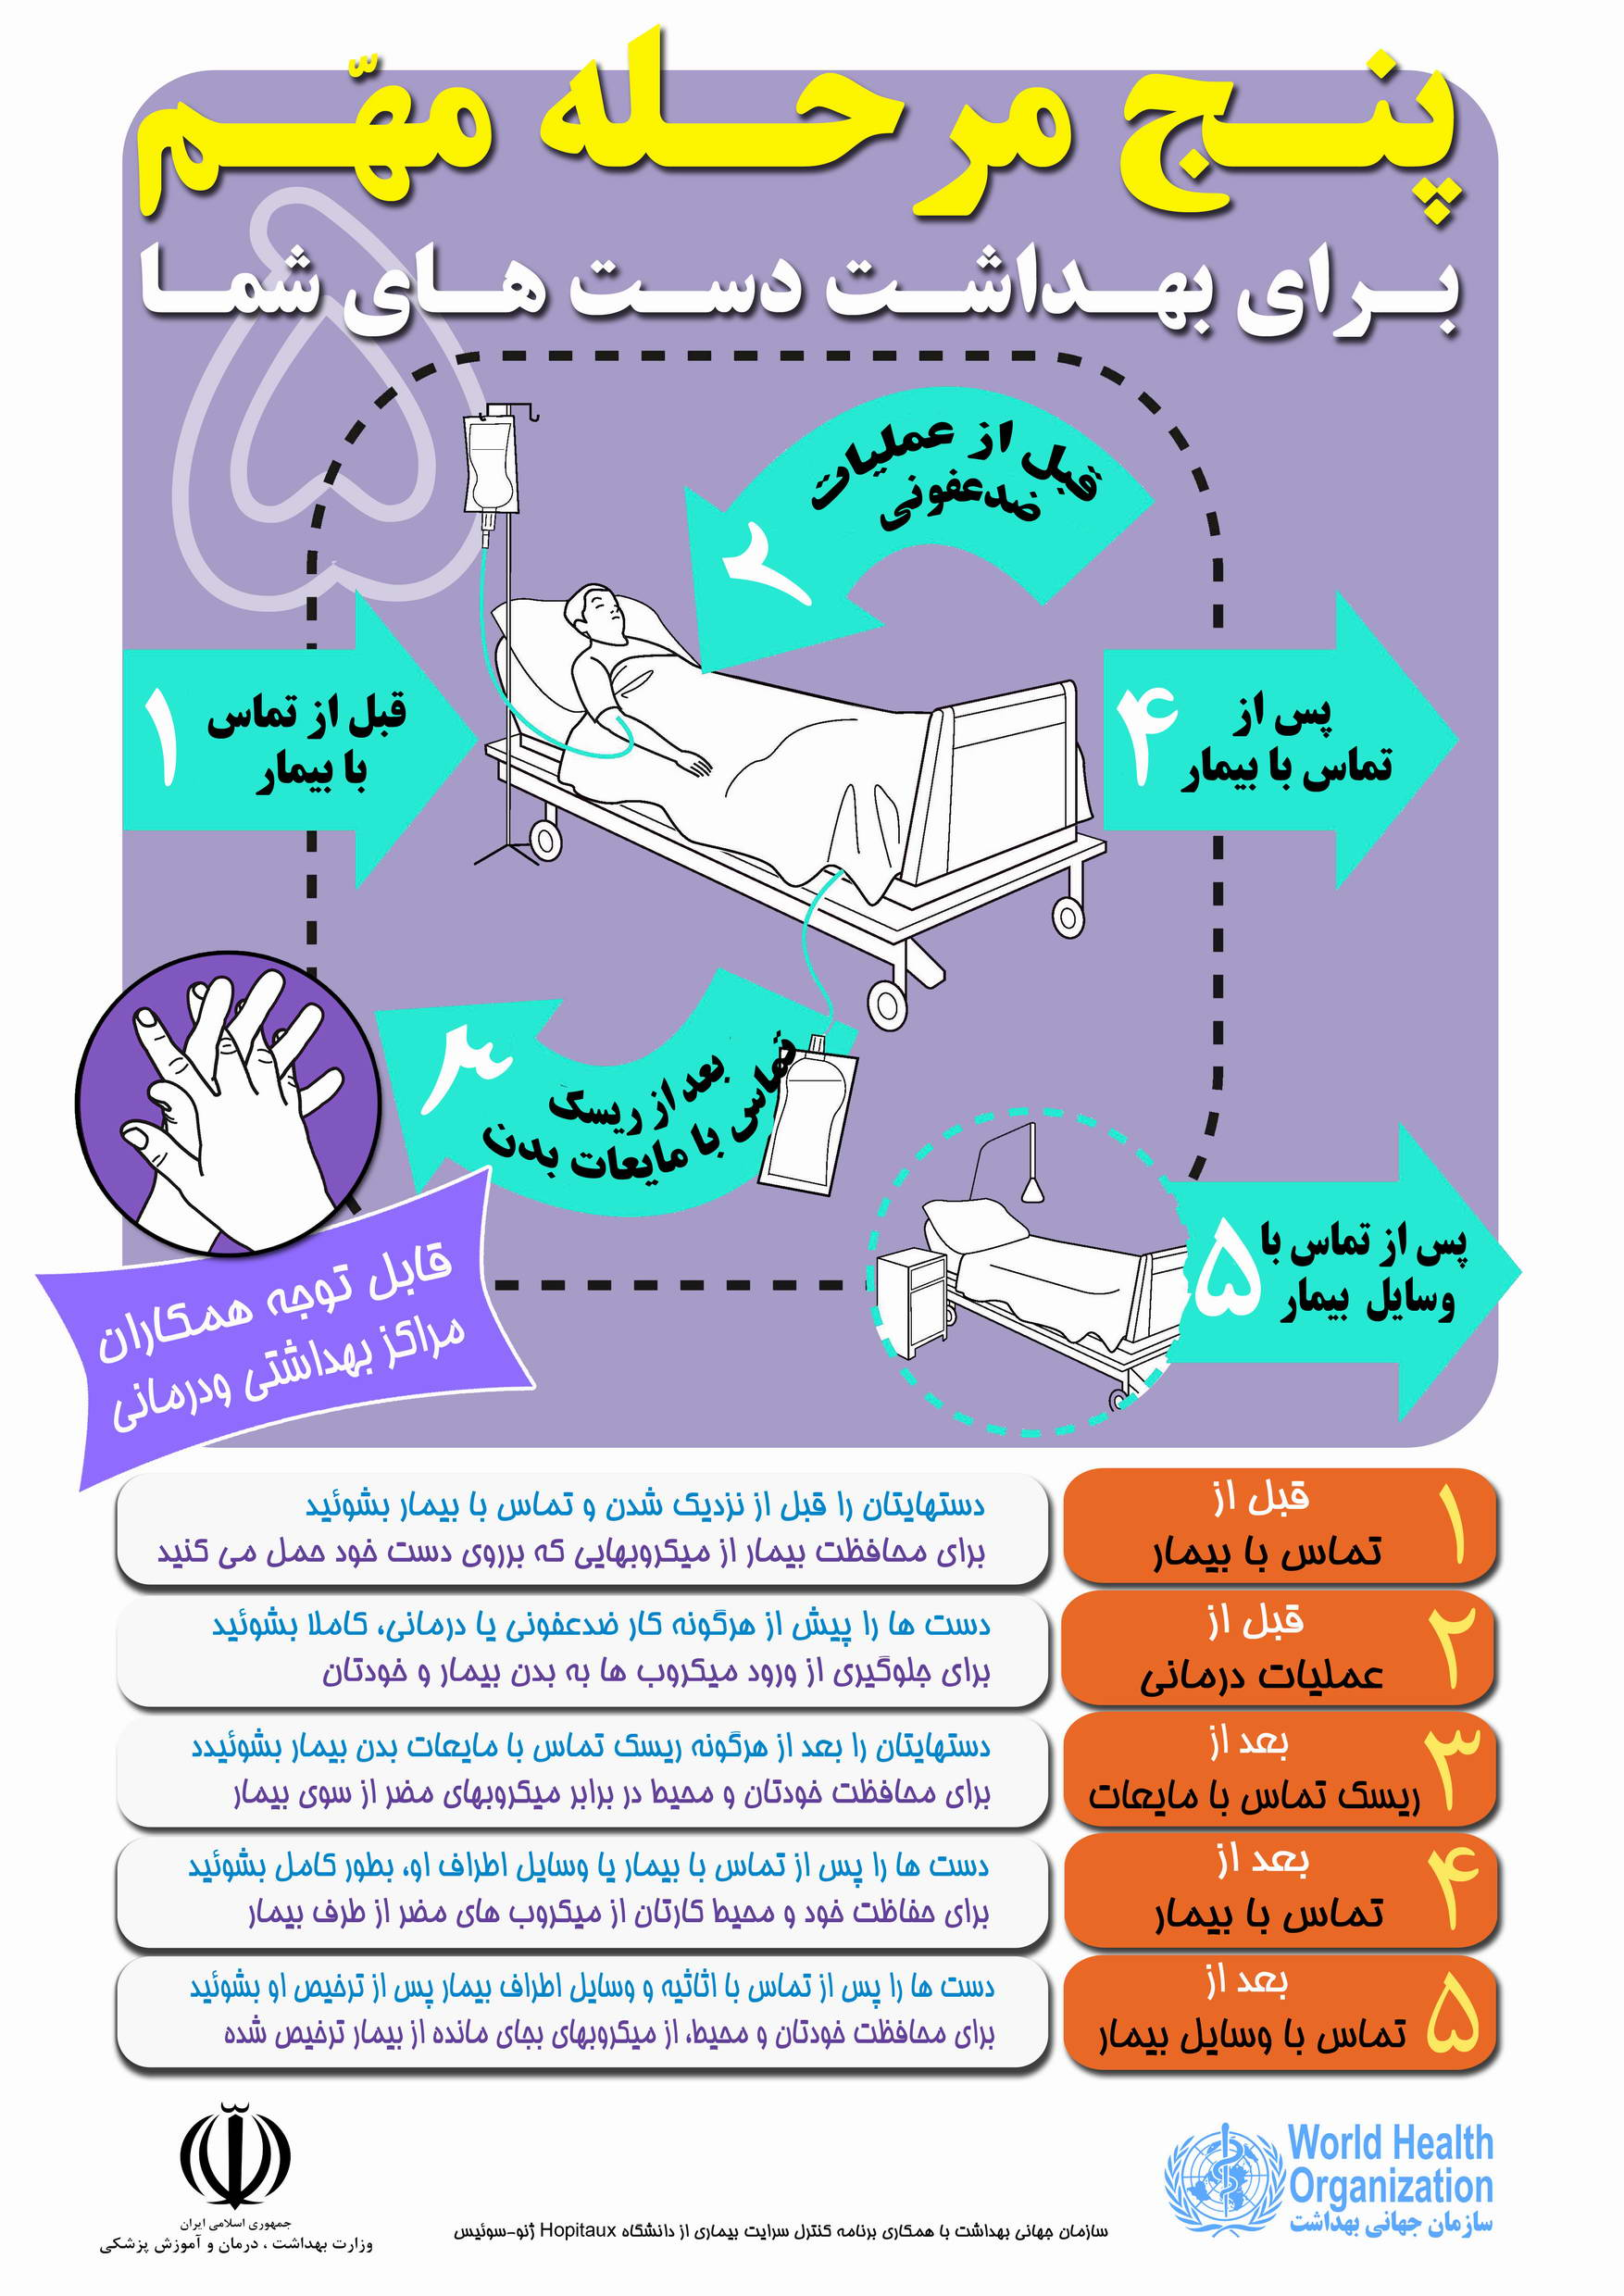 پنج مرحله مهّم
برای بهداشت دست های شما
۱
قبل از تماس
با بیمار
۲
قبل از عملیات
ضدعفونی
۳
بعد از ریسک
تماس با مایعات بدن
۴
پس از
تماس با بیمار
۵
پس از تماس با
وسایل بیمار
قابل توجه همکاران
مراکز بهداشتی ودرمانی
۱
قبل از
تماس با بیمار
دستهایتان را قبل از نزدیک شدن و تماس با بیمار بشوئید
برای محافظت بیمار از میکروبهایی که برروی دست خود حمل می کنید
۲
قبل از
عملیات درمانی
دست ها را پیش از هرگونه کار ضدعفونی یا درمانی، کاملا بشوئید
برای جلوگیری از ورود میکروب ها به بدن بیمار و خودتان
۳
بعد از
ریسک تماس با مایعات
دستهایتان را بعد از هرگونه ریسک تماس با مایعات بدن بیمار بشوئیدد
برای محافظت خودتان و محیط در برابر میکروبهای مضر از سوی بیمار
۴
بعد از
تماس با بیمار
دست ها را پس از تماس با بیمار یا وسایل اطراف او، بطور کامل بشوئید
برای حفاظت خود و محیط کارتان از میکروب های مضر از طرف بیمار
۵
بعد از
تماس با وسایل بیمار
دست ها را پس از تماس با اثاثیه و وسایل اطراف بیمار پس از ترخیص او بشوئید
برای محافظت خودتان و محیط، از میکروبهای بجای مانده از بیمار ترخیص شده
World Health
Organization
سازمان جهانی بهداشت
سازمان جهانی بهداشت با همکاری برنامه کنترل سرایت بیماری از دانشگاه Hopitaux ژنو-سوئیس
جمهوری اسلامی ایران
وزارت بهداشت ، درمان و آموزش پزشکی